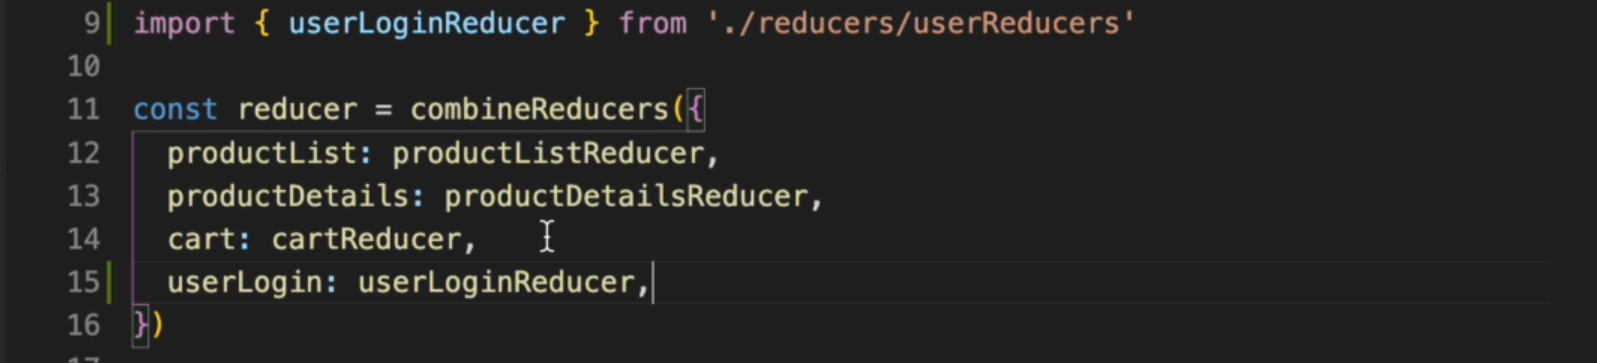 9 import { userLoginReducer } from './reducers/userReducers'
10
11 const reducer = combineReducers({
12   productList: productListReducer,
13   productDetails: productDetailsReducer,
14   cart: cartReducer,
15   userLogin: userLoginReducer,
16 })
17